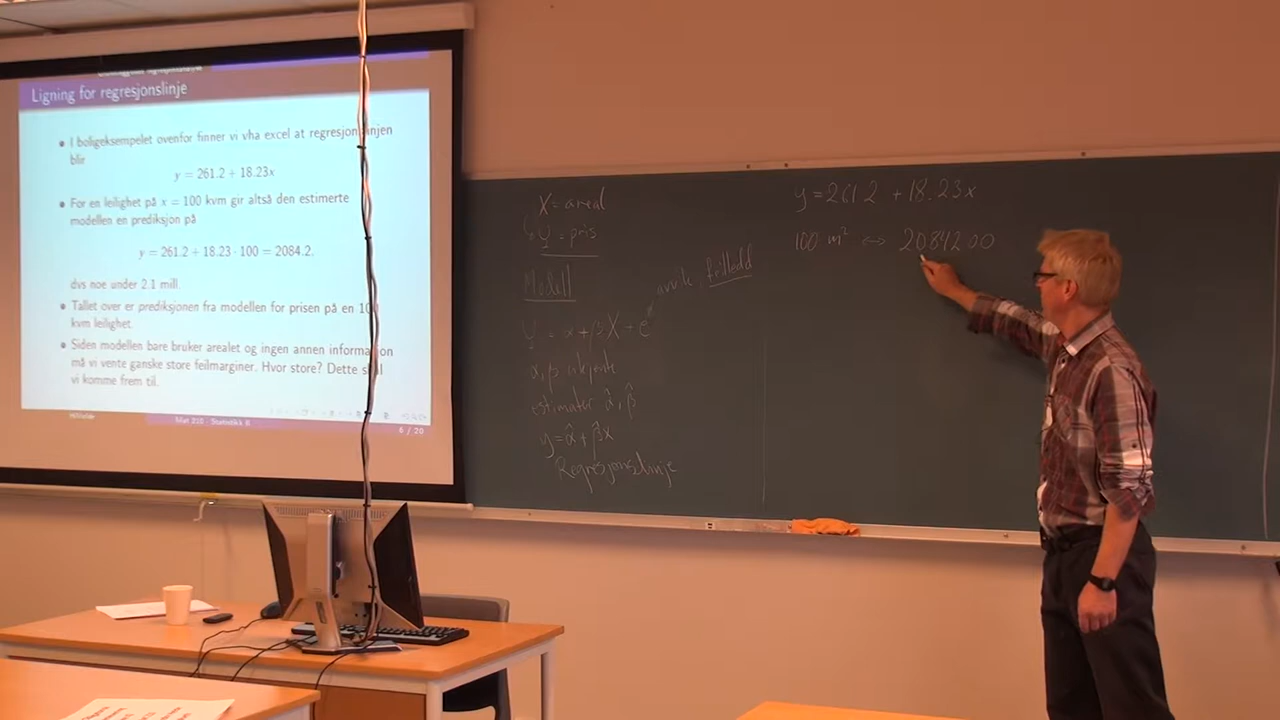 Ligning for regresjonslinje
I boligeksempelet ovenfor finner vi vha excel at regresjonslinjen
blir
y = 261.2 + 18.23x
For en leilighet på x = 100 kvm gir altså den estimerte
modellen en prediksjon på
y = 261.2 + 18.23 · 100 = 2084.2,
dvs noe under 2.1 mill.
Tallet over er prediksjonen fra modellen for prisen på en 100
kvm leilighet.
Siden modellen bare bruker arealet og ingen annen informasjon
må vi vente ganske store feilmarginer. Hvor store? Dette skal
vi komme frem til.
Mat 210 - Statistikk
6 / 20
X = areal
Y = pris
Modell
Y = α + β X + e
avvik, feilledd
α, β ukjente
estimater α̂, β̂
y = α̂ + β̂x
Regresjonslinje
y = 261.2 + 18.23x
100 m² ↔ 2084200